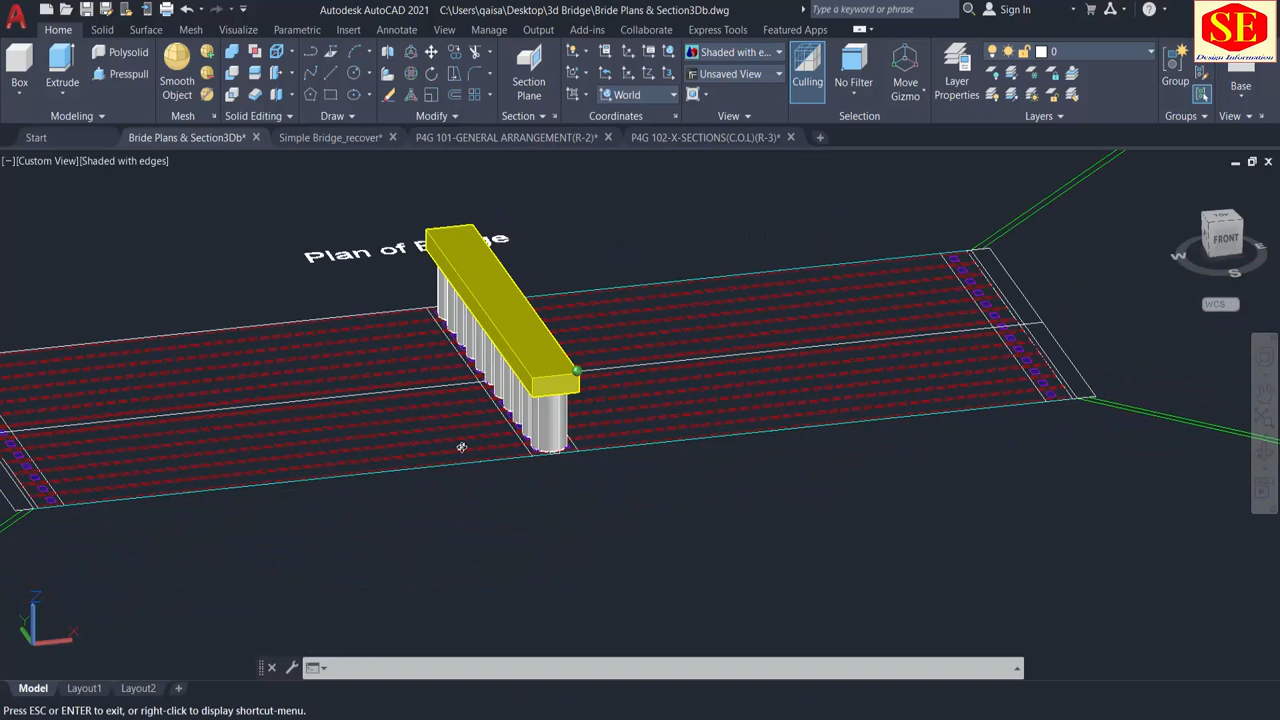 Autodesk AutoCAD 2021 C:\Users\qaisa\Desktop\3d Bridge\Bride Plans & Section3Db.dwg
Type a keyword or phrase
Sign In
SE
Design Information
Home Solid Surface Mesh Visualize Parametric Insert Annotate View Manage Output Add-ins Collaborate Express Tools Featured Apps
Box
Extrude
Polysolid
Presspull
Smooth Object
Section Plane
World
Shaded with e...
Unsaved View
Culling
No Filter
Move Gizmo
Layer Properties
0
Group
Base
Modeling Mesh Solid Editing Draw Modify Section Coordinates View Selection Layers Groups View
Start Bride Plans & Section3Db* Simple Bridge_recover* P4G 101-GENERAL ARRANGEMENT(R-2)* P4G 102-X-SECTIONS(C.O.L)(R-3)*
[−][Custom View][Shaded with edges]
Plan of B ge
TOP
FRONT
W
E
S
WCS
Z
Y
X
Model Layout1 Layout2
Press ESC or ENTER to exit, or right-click to display shortcut-menu.